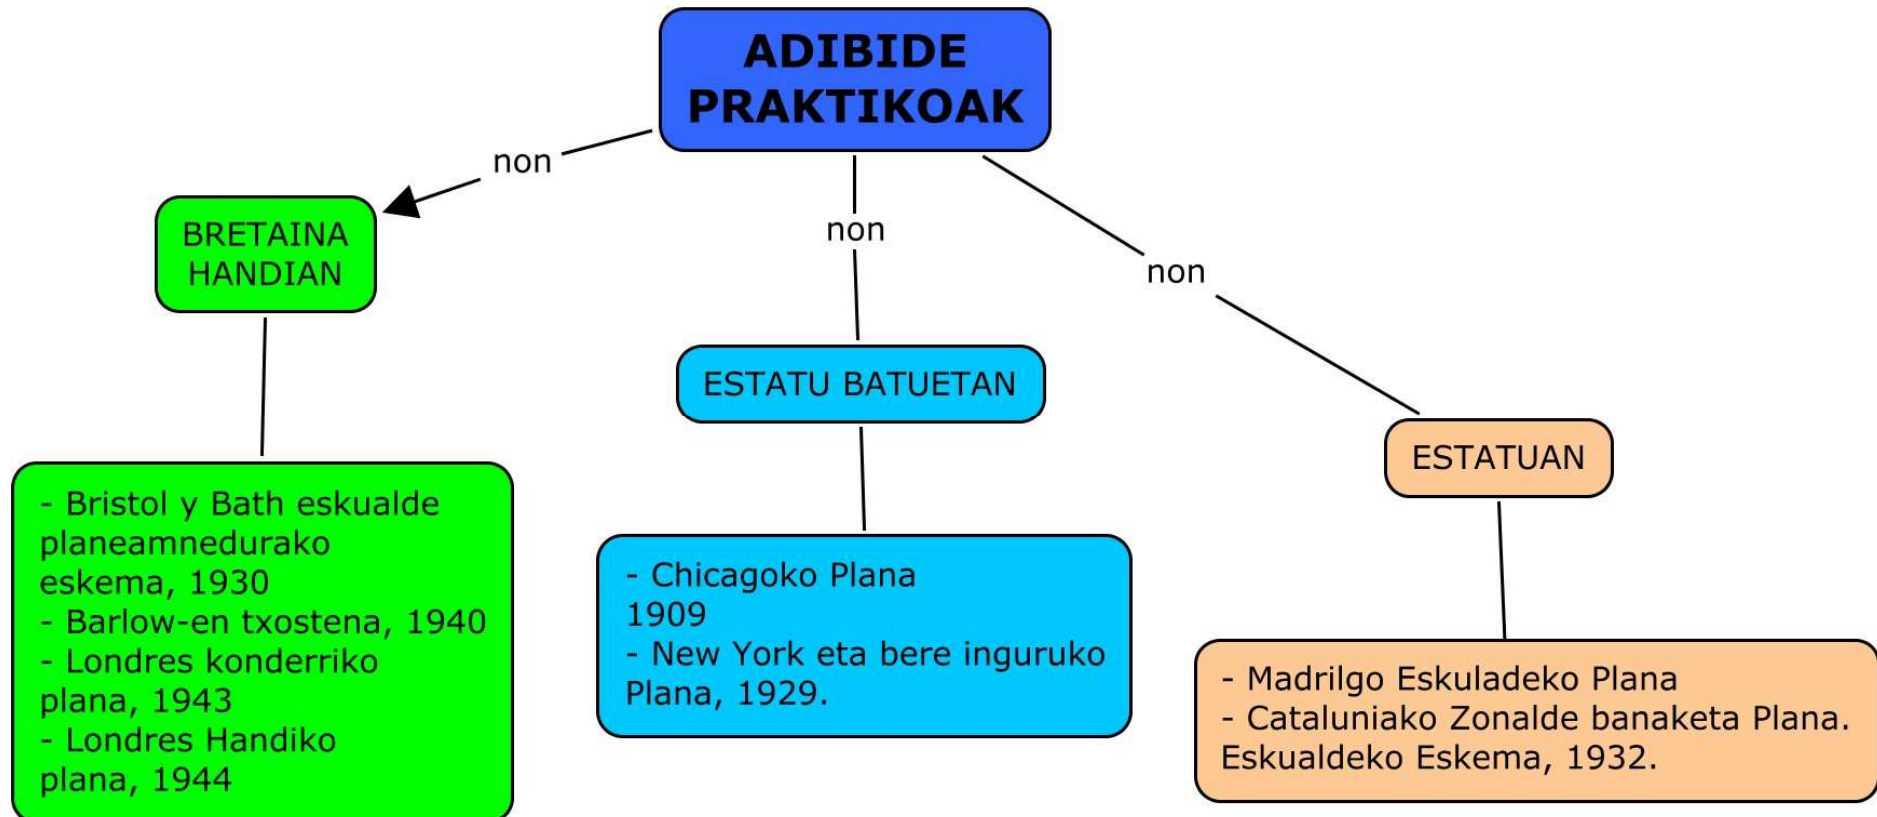 ADIBIDE
PRAKTIKOAK
non
non
non
BRETAINA
HANDIAN
ESTATU BATUETAN
ESTATUAN
- Bristol y Bath eskualde
planeamnedurako
eskema, 1930
- Barlow-en txostena, 1940
- Londres konderriko
plana, 1943
- Londres Handiko
plana, 1944
- Chicagoko Plana
1909
- New York eta bere inguruko
Plana, 1929.
- Madrilgo Eskuladeko Plana
- Cataluniako Zonalde banaketa Plana.
Eskualdeko Eskema, 1932.